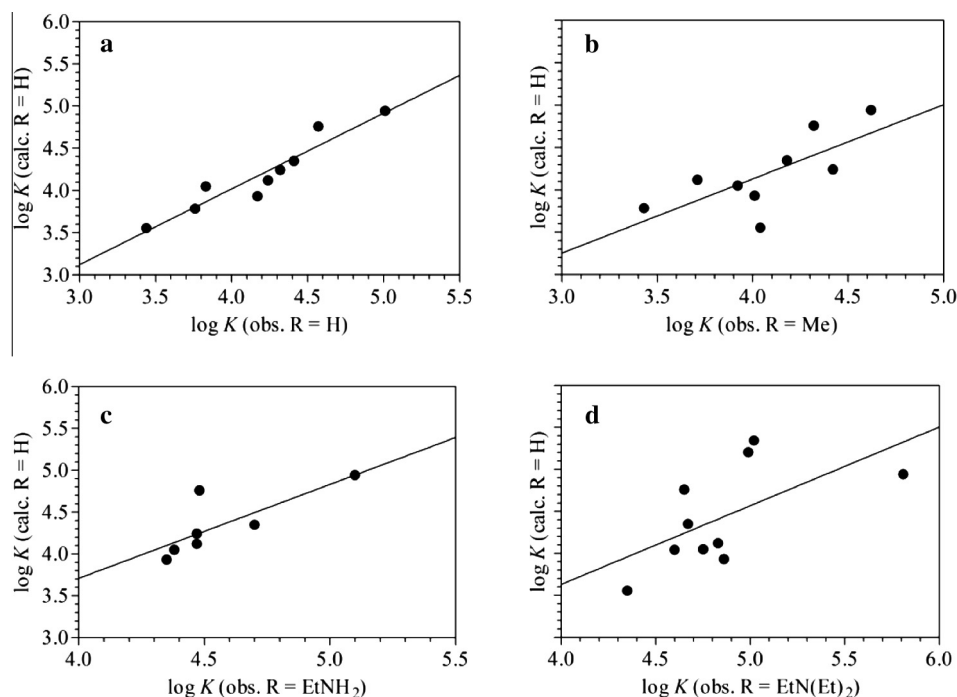 a
log K (calc. R = H)
6.0
5.5
5.0
4.5
4.0
3.5
3.0
3.0 3.5 4.0 4.5 5.0 5.5
log K (obs. R = H)
b
log K (calc. R = H)
3.0 3.5 4.0 4.5 5.0
log K (obs. R = Me)
c
log K (calc. R = H)
6.0
5.5
5.0
4.5
4.0
3.5
3.0
4.0 4.5 5.0 5.5
log K (obs. R = EtNH₂)
d
log K (calc. R = H)
4.0 4.5 5.0 5.5 6.0
log K (obs. R = EtN(Et)₂)